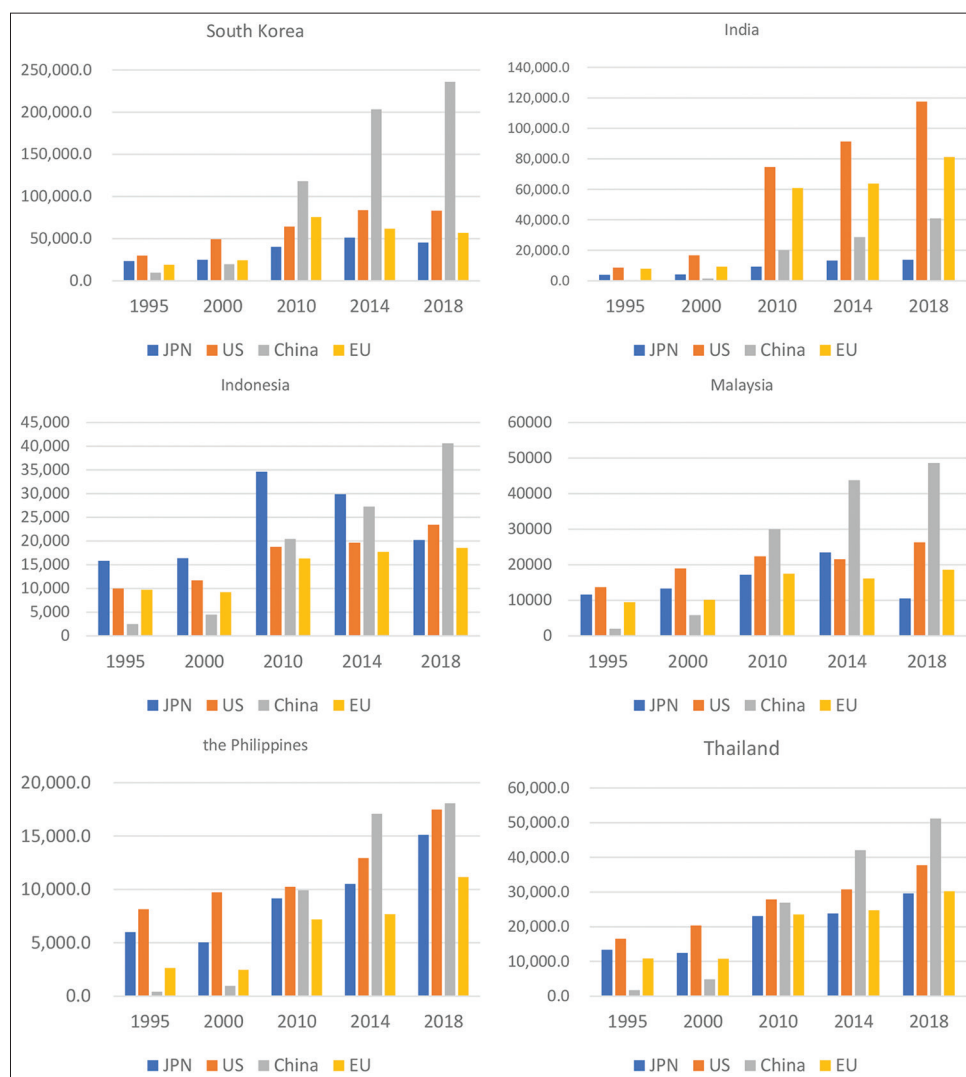 South Korea
250,000.0
200,000.0
150,000.0
100,000.0
50,000.0
0.0
1995 2000 2010 2014 2018
JPN US China EU
India
140,000.0
120,000.0
100,000.0
80,000.0
60,000.0
40,000.0
20,000.0
0.0
1995 2000 2010 2014 2018
JPN US China EU
Indonesia
45,000
40,000
35,000
30,000
25,000
20,000
15,000
10,000
5,000
0
1995 2000 2010 2014 2018
JPN US China EU
Malaysia
60000
50000
40000
30000
20000
10000
0
1995 2000 2010 2014 2018
JPN US China EU
the Philippines
20,000.0
15,000.0
10,000.0
5,000.0
0.0
1995 2000 2010 2014 2018
JPN US China EU
Thailand
60,000.0
50,000.0
40,000.0
30,000.0
20,000.0
10,000.0
0.0
1995 2000 2010 2014 2018
JPN US China EU